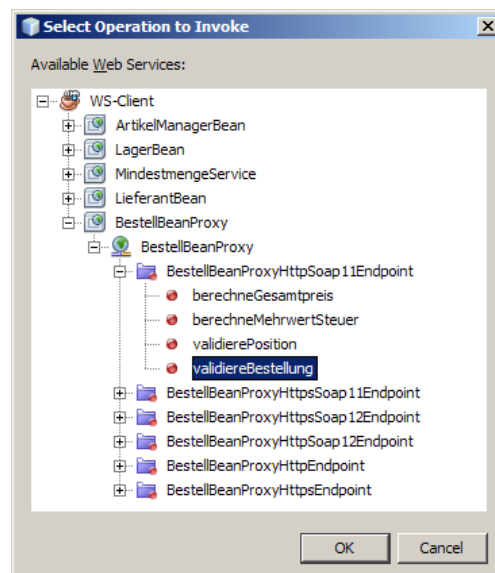 Select Operation to Invoke
Available Web Services:
WS-Client
ArtikelManagerBean
LagerBean
MindestmengeService
LieferantBean
BestellBeanProxy
BestellBeanProxy
BestellBeanProxyHttpSoap11Endpoint
berechneGesamtpreis
berechneMehrwertSteuer
validierePosition
validiereBestellung
BestellBeanProxyHttpsSoap11Endpoint
BestellBeanProxyHttpsSoap12Endpoint
BestellBeanProxyHttpSoap12Endpoint
BestellBeanProxyHttpEndpoint
BestellBeanProxyHttpsEndpoint
OK Cancel